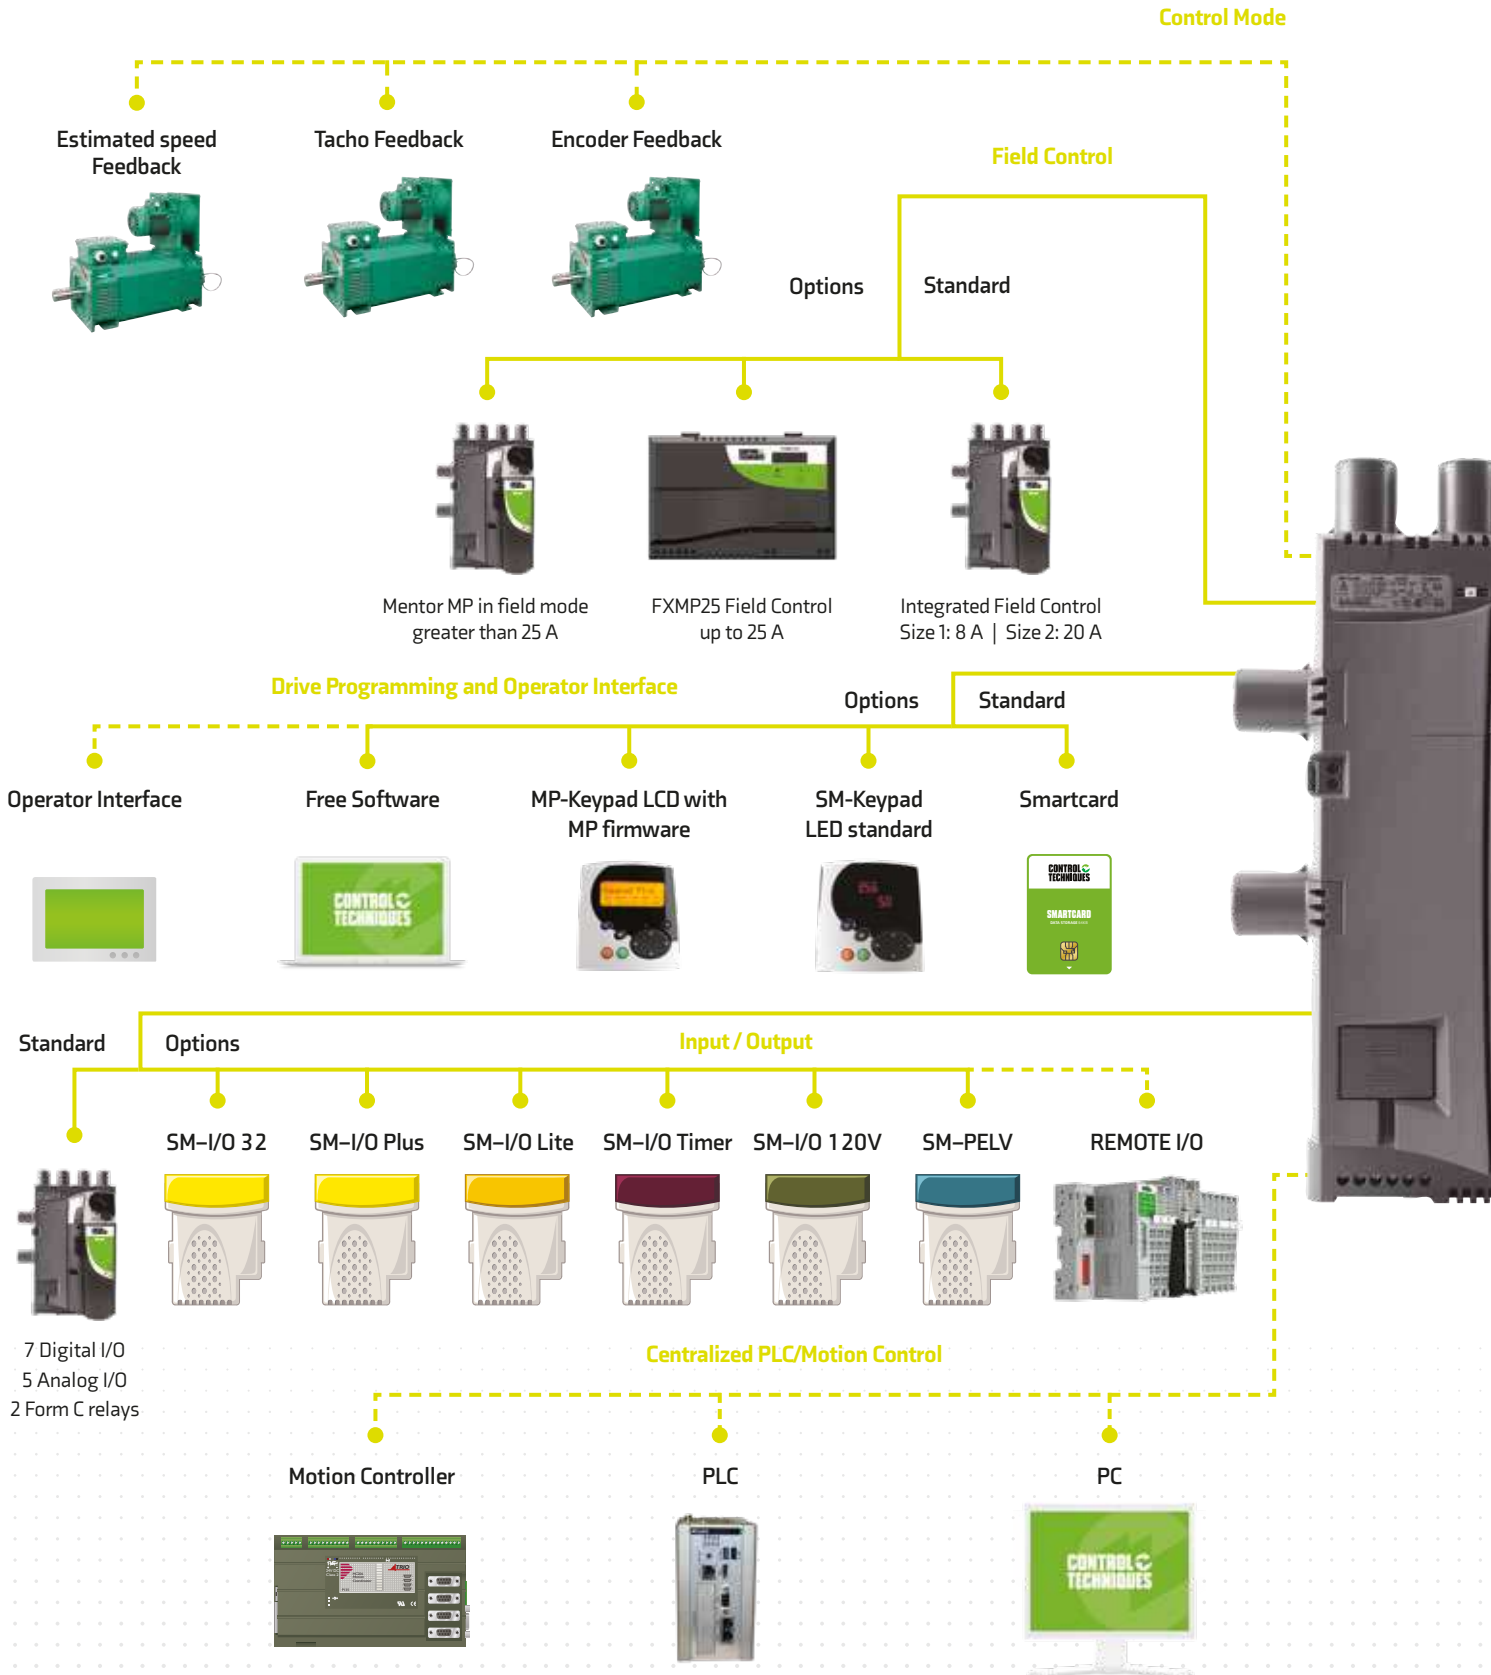 Control Mode
Estimated speed
Feedback
Tacho Feedback
Encoder Feedback
Field Control
Options
Standard
Mentor MP in field mode
greater than 25 A
FXMP25 Field Control
up to 25 A
Integrated Field Control
Size 1: 8 A | Size 2: 20 A
Drive Programming and Operator Interface
Options
Standard
Operator Interface
Free Software
MP-Keypad LCD with
MP firmware
SM-Keypad
LED standard
Smartcard
CONTROL
TECHNIQUES
CONTROL
TECHNIQUES
SMARTCARD
Standard
Options
Input / Output
SM–I/O 32
SM–I/O Plus
SM–I/O Lite
SM–I/O Timer
SM–I/O 120V
SM–PELV
REMOTE I/O
7 Digital I/O
5 Analog I/O
2 Form C relays
Centralized PLC/Motion Control
Motion Controller
PLC
PC
TRIO
CONTROL
TECHNIQUES